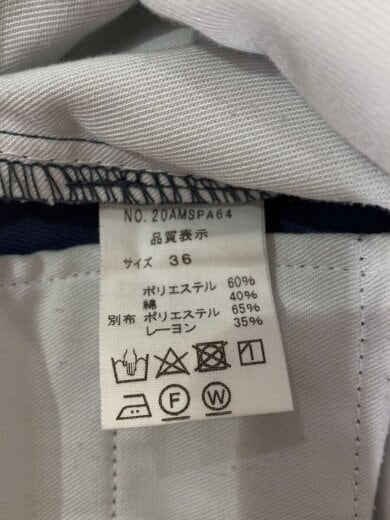 NO.20AMSPA64
品質表示
サイズ 36
ポリエステル 60%
綿 40%
別布 ポリエステル 65%
レーヨン 35%
F W